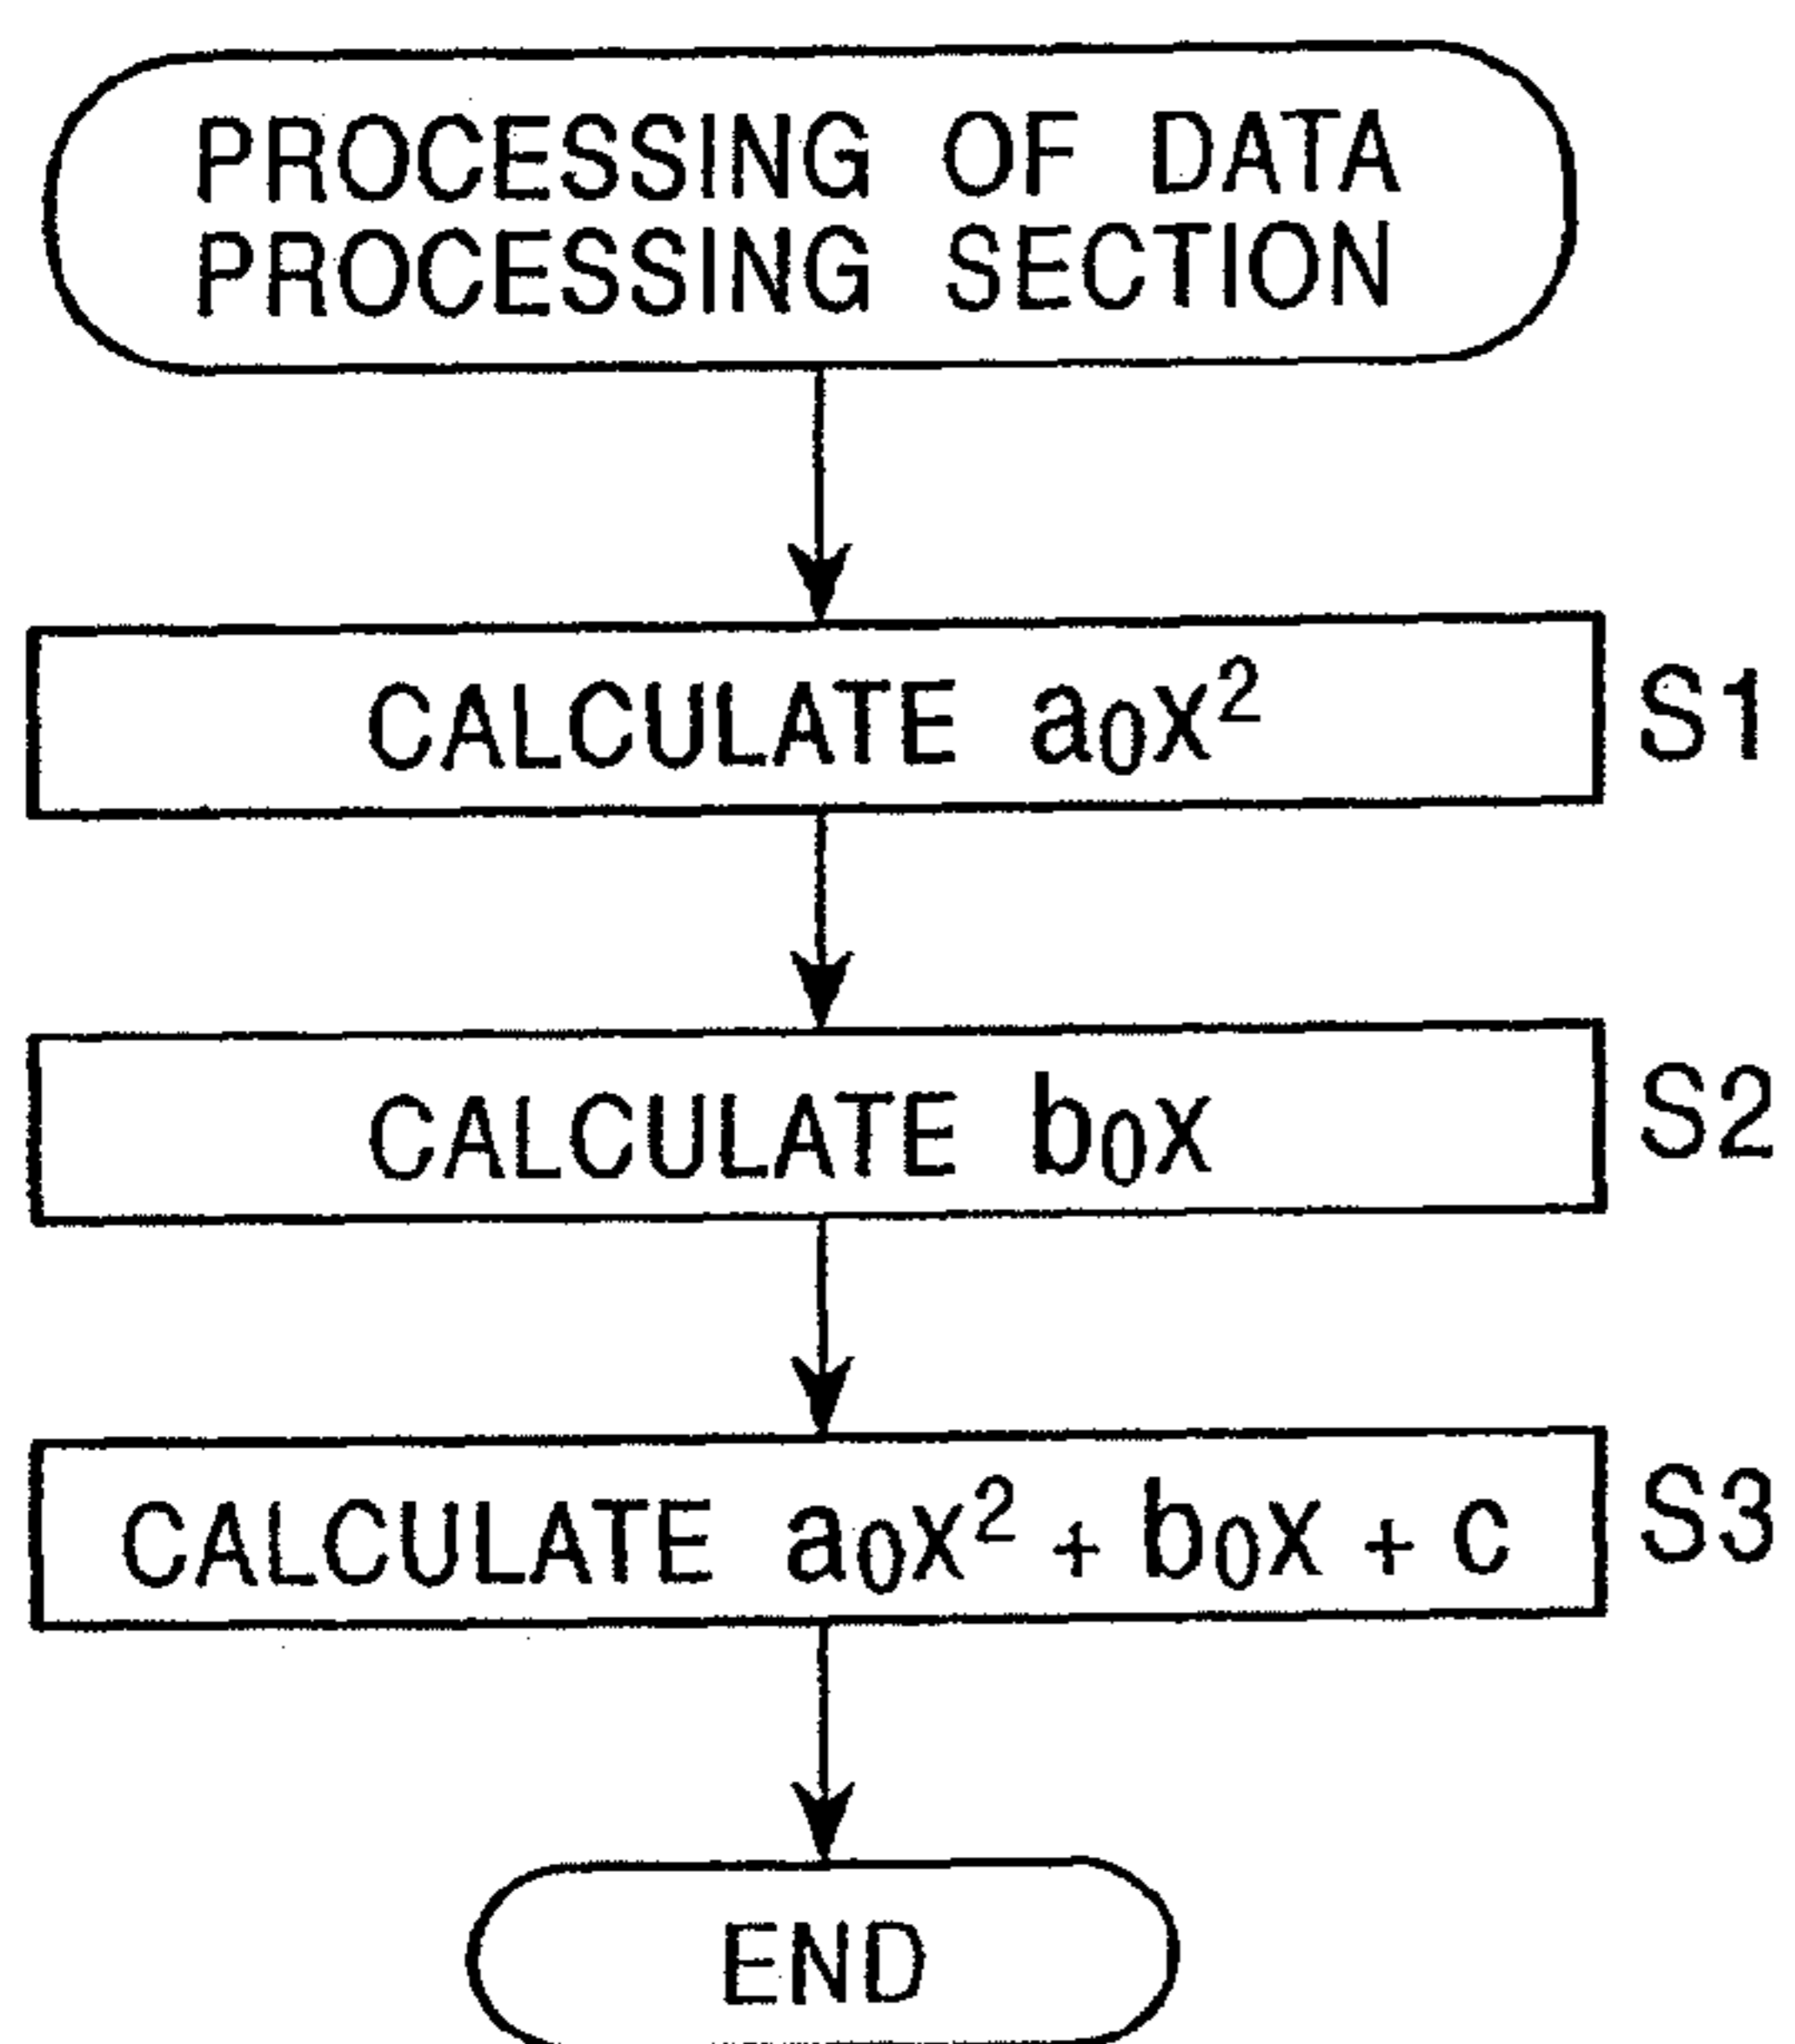 PROCESSING OF DATA
PROCESSING SECTION
CALCULATE a₀x² S1
CALCULATE b₀x S2
CALCULATE a₀x² + b₀x + c S3
END